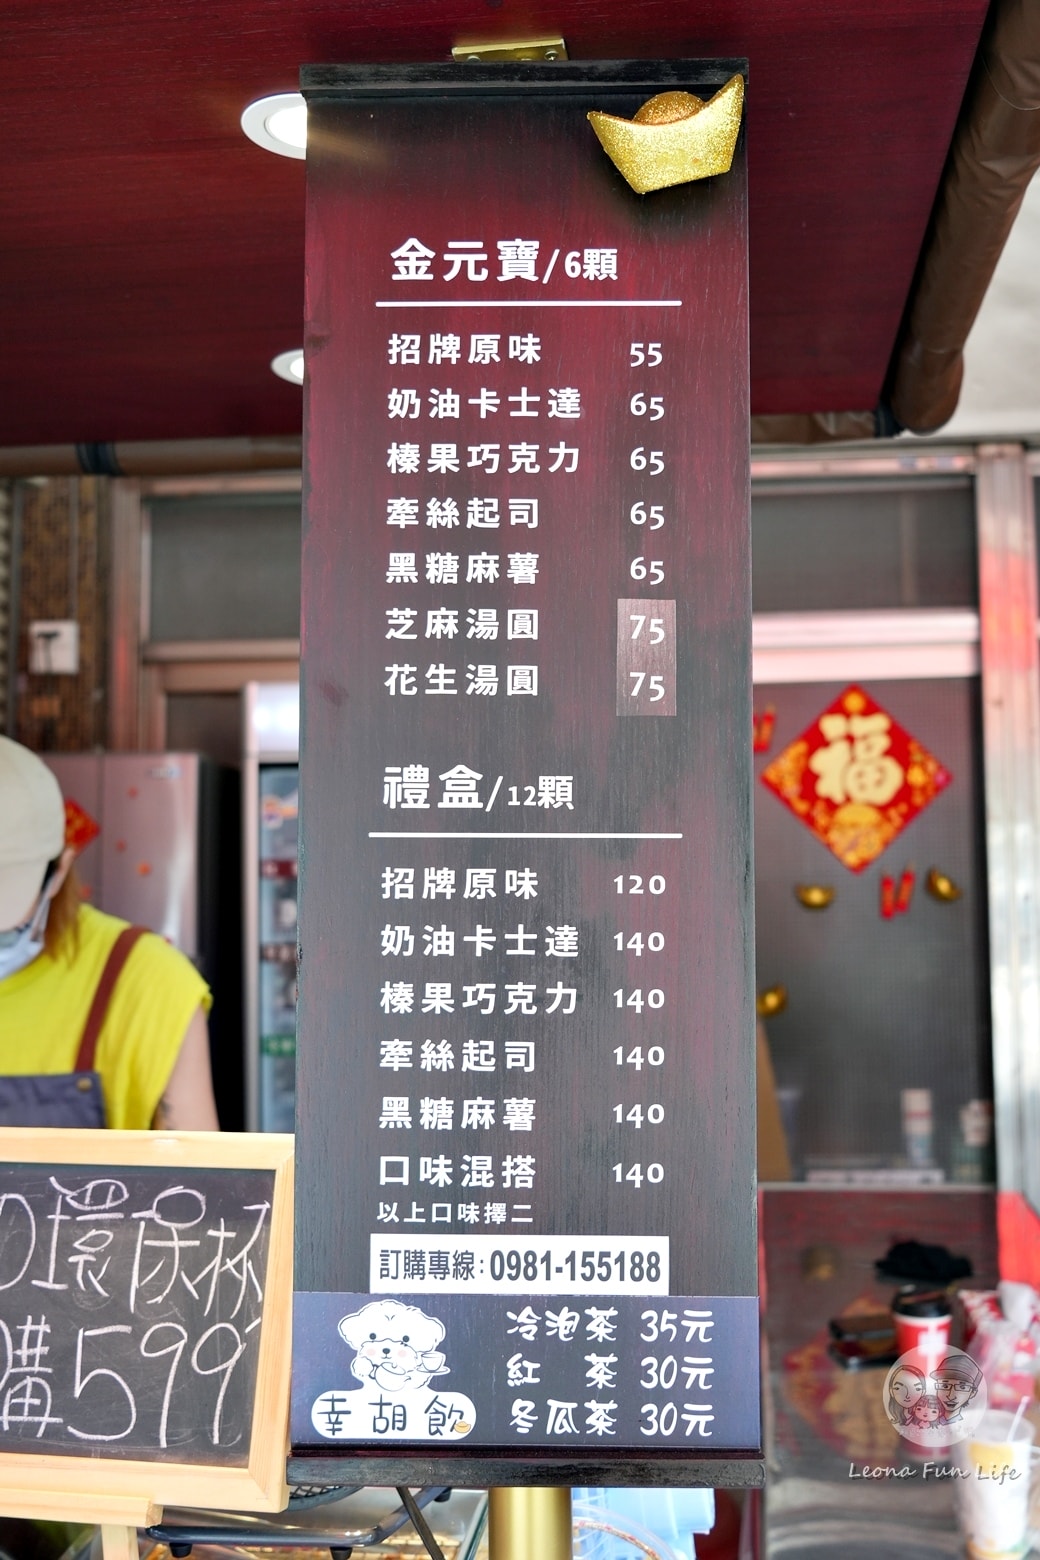 金元寶/6顆
招牌原味 55
奶油卡士達 65
榛果巧克力 65
牽絲起司 65
黑糖麻薯 65
芝麻湯圓 75
花生湯圓 75
禮盒/12顆
招牌原味 120
奶油卡士達 140
榛果巧克力 140
牽絲起司 140
黑糖麻薯 140
口味混搭 140
以上口味擇二
訂購專線:0981-155188
冷泡茶 35元
紅 茶 30元
冬瓜茶 30元
幸胡飲
福
環保杯
購599
Leona Fun Life